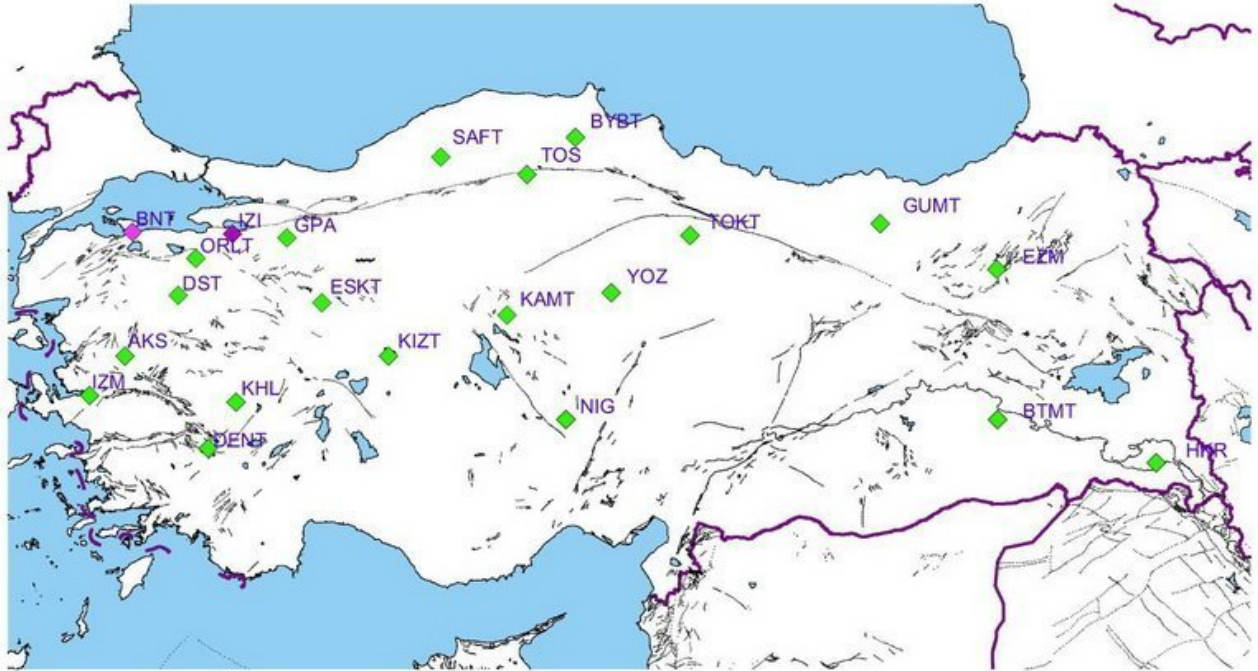 BYBT
SAFT
TOS
BNT
IZI
GPA
TOKT
GUMT
ORLT
EZM
DST
ESKT
YOZ
KAMT
AKS
KIZT
IZM
KHL
NIG
BTMT
DENT
HKR